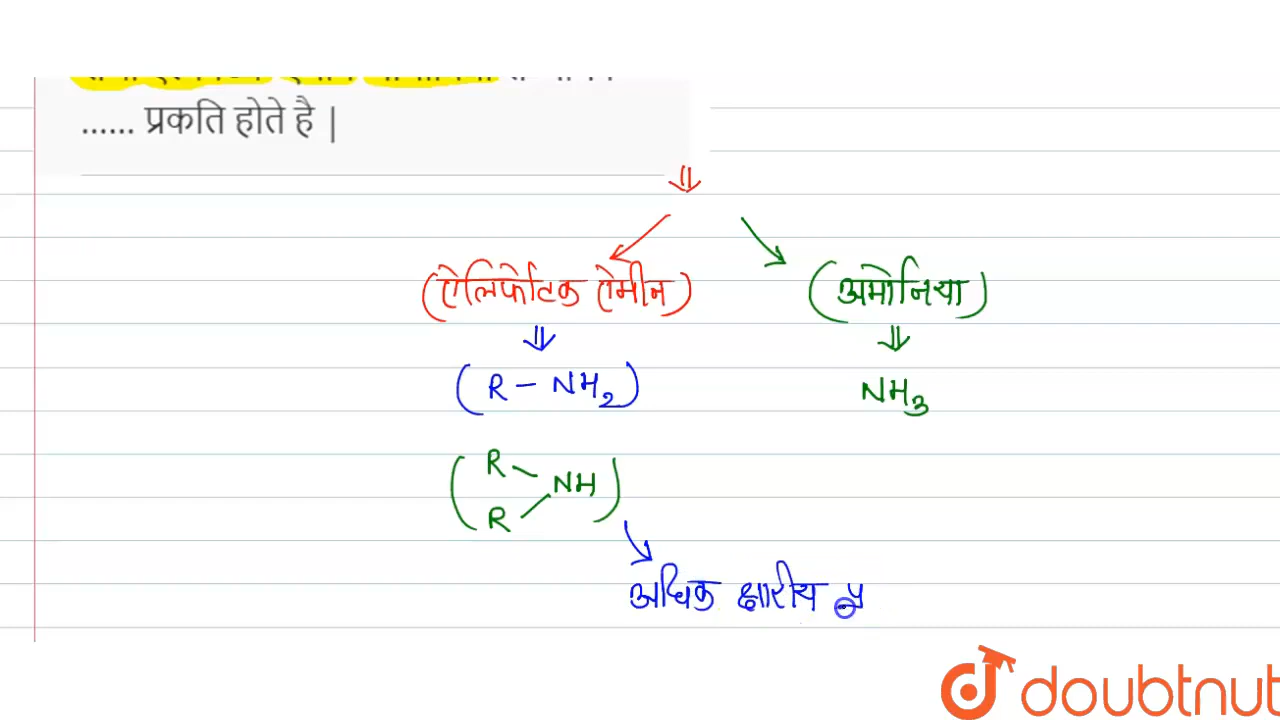 ...... प्रकति होते है |
(ऐलिफेटिक ऐमीन) (अमोनिया)
(R - NH2) NH3
(R
NH)
R
अधिक क्षारीय प्र
doubtnut